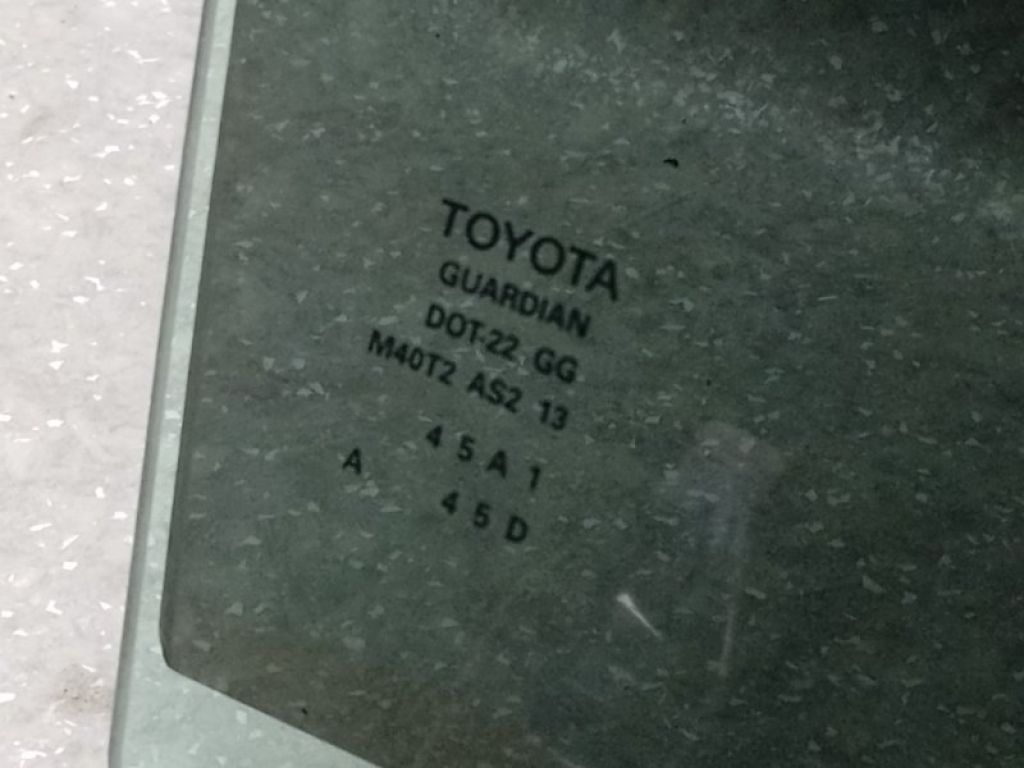 TOYOTA
GUARDIAN
DOT-22 GG
M40T2 AS2 13
4 5 A 1
A 4 5 D